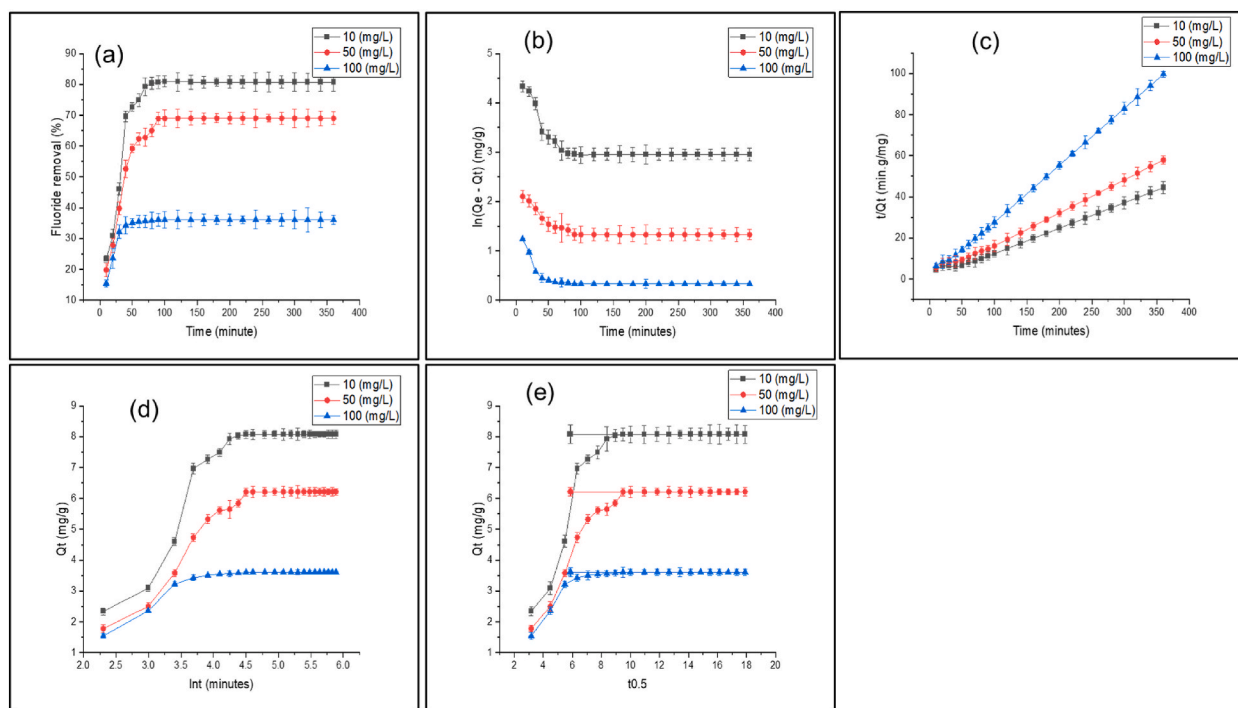 (a)
10 (mg/L)
50 (mg/L)
100 (mg/L)
Fluoride removal (%)
90
80
70
60
50
40
30
20
10
0 50 100 150 200 250 300 350 400
Time (minute)
(b)
10 (mg/L)
50 (mg/L)
100 (mg/L
ln(Qe - Qt) (mg/g)
5
4
3
2
1
0
0 50 100 150 200 250 300 350 400
Time (minute)
(c)
10 (mg/L)
50 (mg/L)
100 (mg/L)
t/Qt (min.g/mg)
100
80
60
40
20
0
0 50 100 150 200 250 300 350 400
Time (minutes)
(d)
10 (mg/L)
50 (mg/L)
100 (mg/L)
Qt (mg/g)
9
8
7
6
5
4
3
2
1
2.0 2.5 3.0 3.5 4.0 4.5 5.0 5.5 6.0
lnt (minutes)
(e)
10 (mg/L)
50 (mg/L)
100 (mg/L)
Qt (mg/g)
9
8
7
6
5
4
3
2
1
2 4 6 8 10 12 14 16 18 20
t0.5